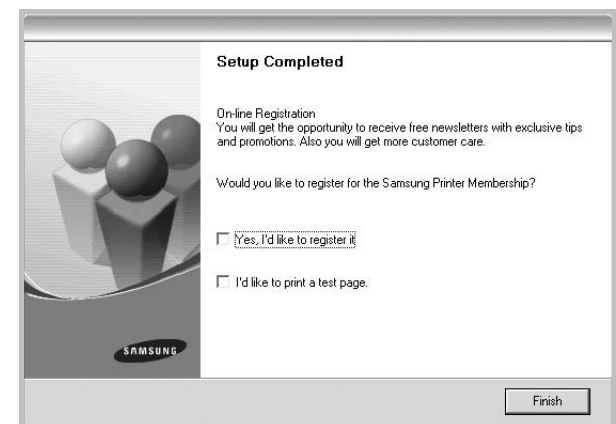 Setup Completed
On-line Registration
You will get the opportunity to receive free newsletters with exclusive tips
and promotions. Also you will get more customer care.
Would you like to register for the Samsung Printer Membership?
Yes, I'd like to register it
I'd like to print a test page.
SAMSUNG
Finish